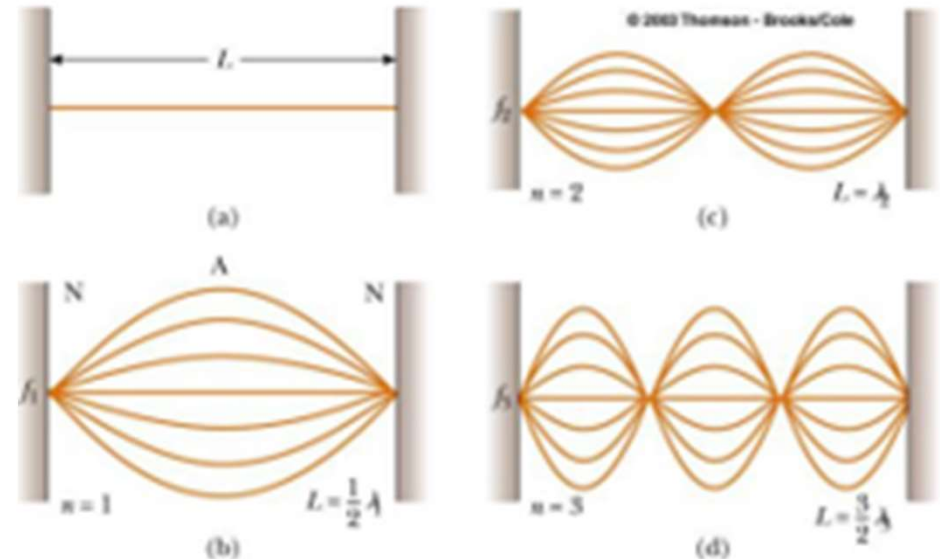 L
(a)
© 2003 Thomson - Brooks/Cole
f₂
n = 2
L = λ₂
(c)
A
N
N
f₁
n = 1
L = 1/2 λ₁
(b)
f₃
n = 3
L = 3/2 λ₃
(d)